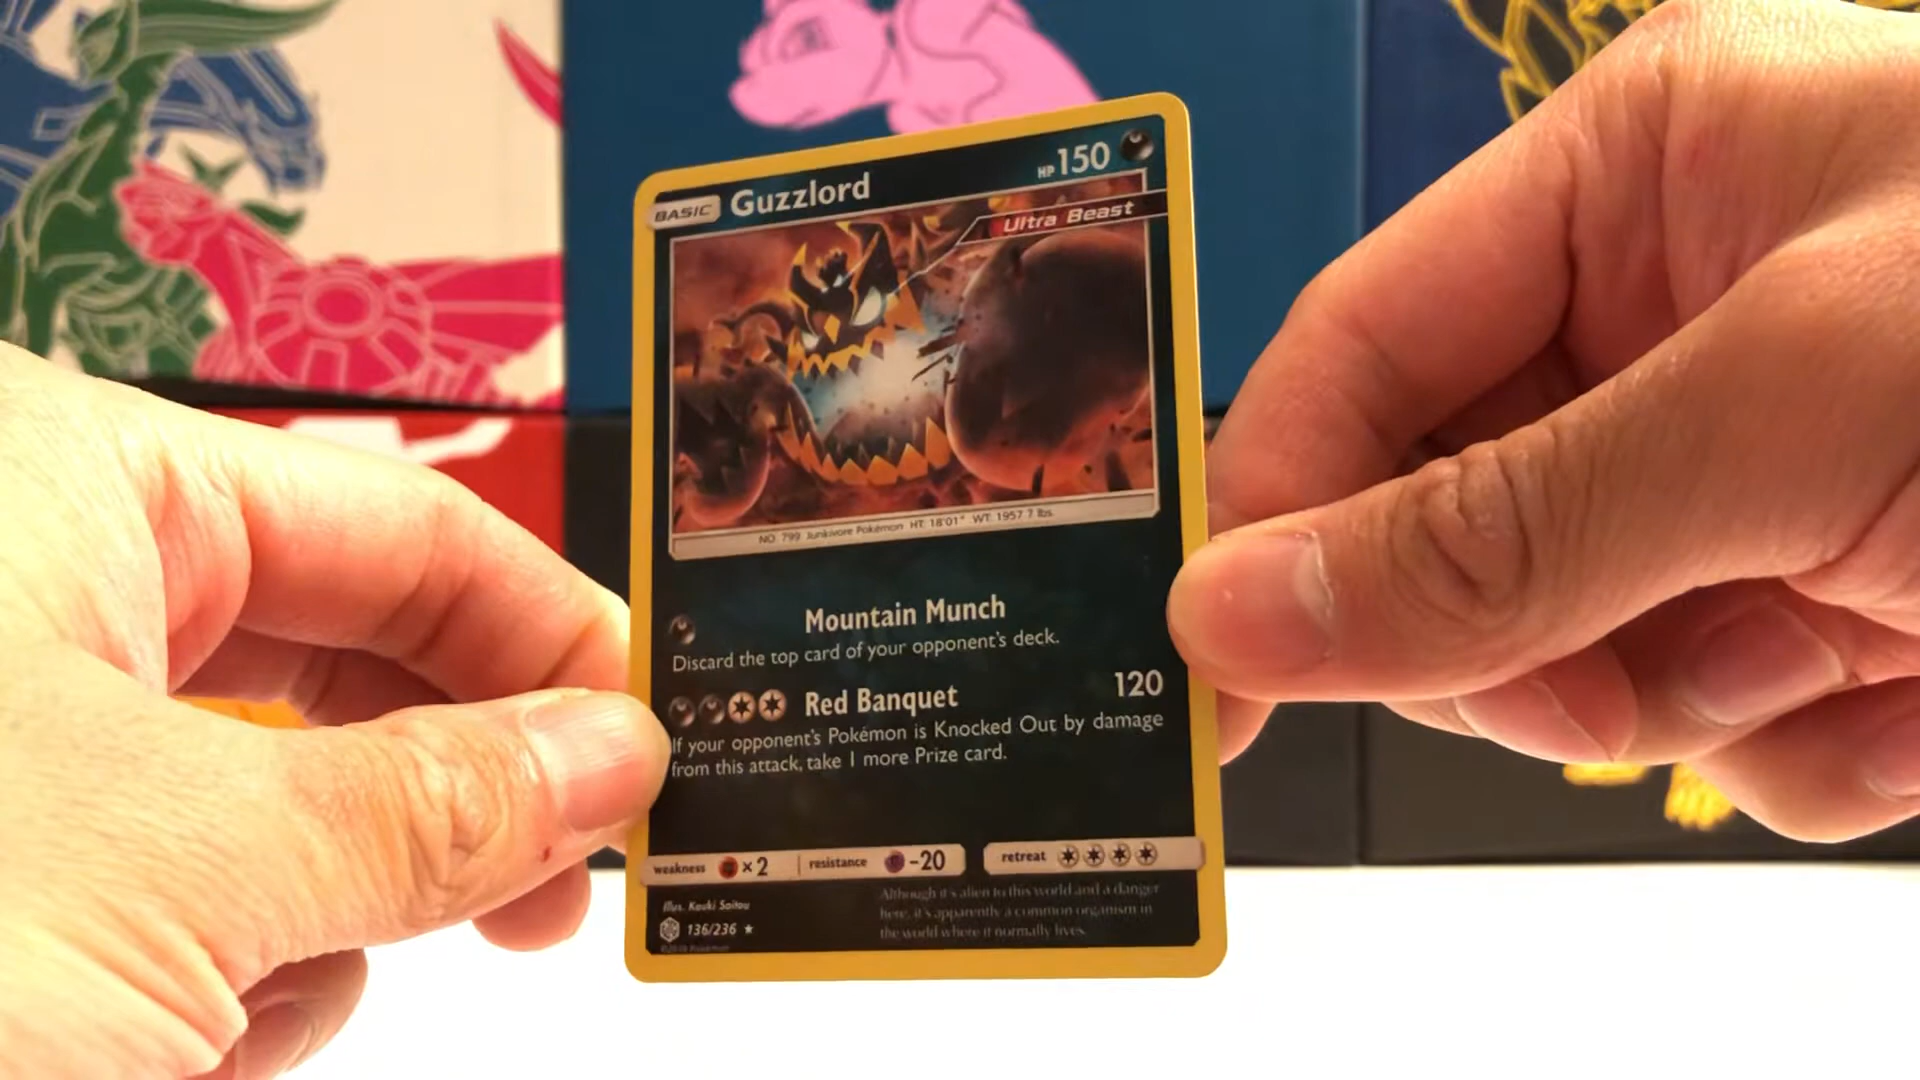 BASIC Guzzlord HP 150
Ultra Beast
NO. 799 Junkivore Pokémon HT: 18'01" WT: 1957.7 lbs.
Mountain Munch
Discard the top card of your opponent's deck.
Red Banquet 120
If your opponent's Pokémon is Knocked Out by damage
from this attack, take 1 more Prize card.
weakness ×2 resistance -20 retreat
Although it's alien to this world and a danger
here, it's apparently a common organism in
the world where it normally lives.
Illus. Kouki Saitou
136/236 ★